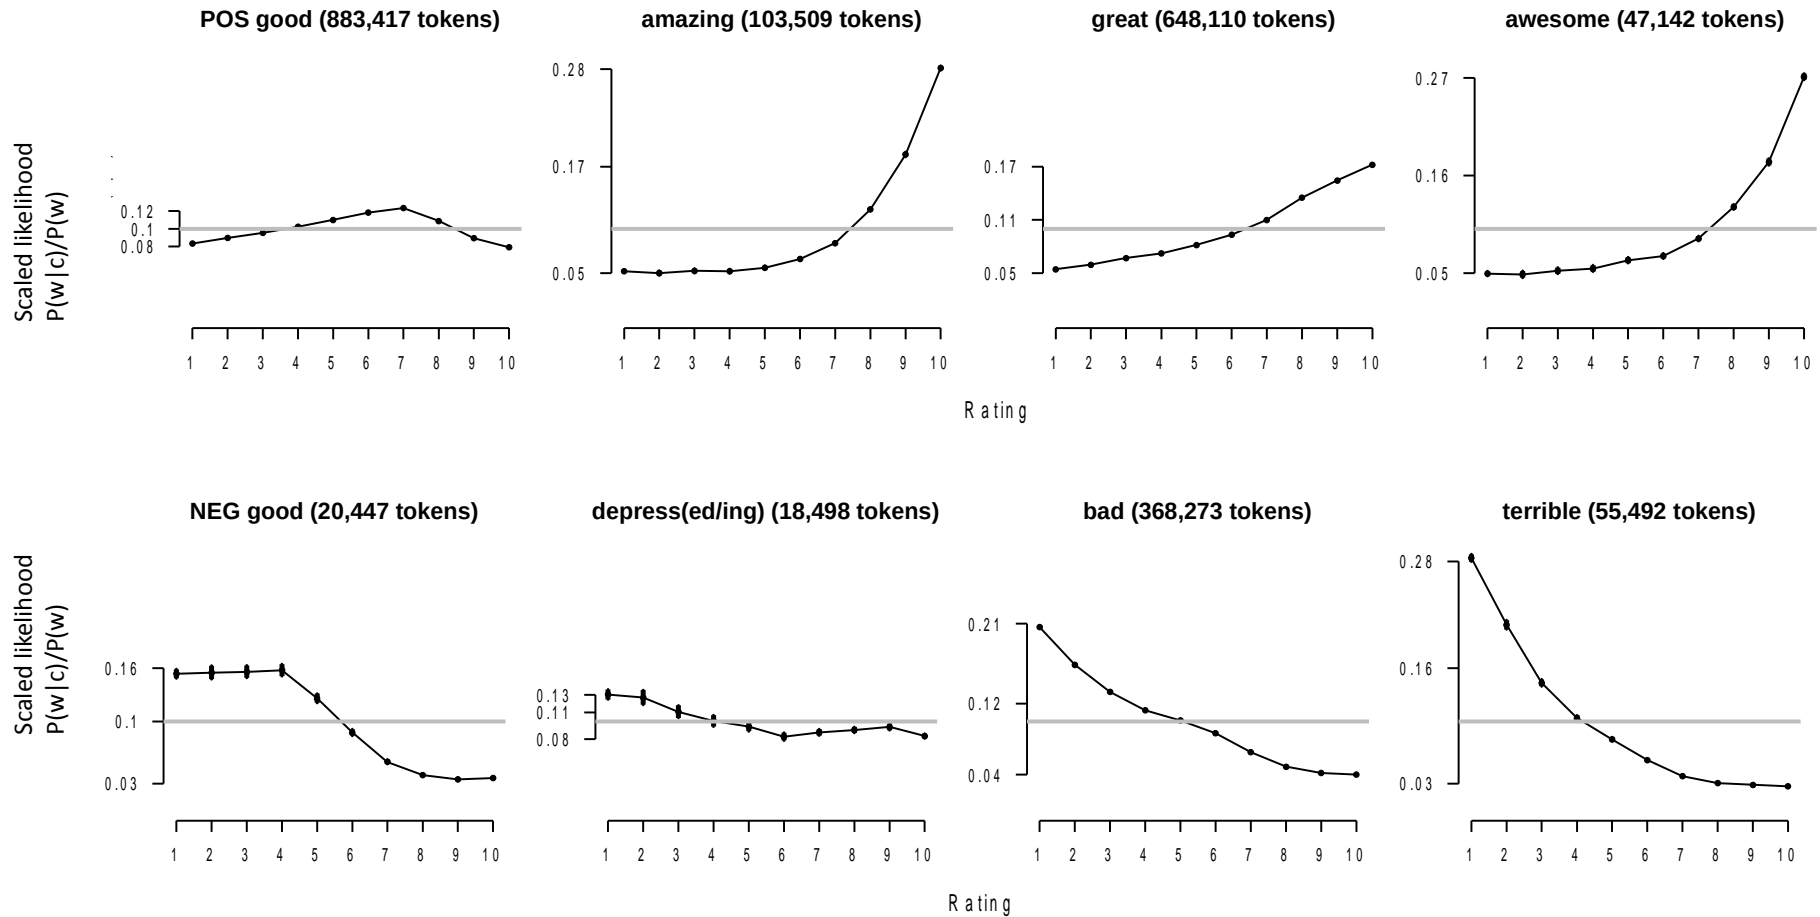 POS good (883,417 tokens)
amazing (103,509 tokens)
great (648,110 tokens)
awesome (47,142 tokens)
Scaled likelihood
P(w|c)/P(w)
0.12
0.1
0.08
1 2 3 4 5 6 7 8 9 10
0.28
0.17
0.05
1 2 3 4 5 6 7 8 9 10
0.17
0.11
0.05
1 2 3 4 5 6 7 8 9 10
0.27
0.16
0.05
1 2 3 4 5 6 7 8 9 10
Rating
NEG good (20,447 tokens)
depress(ed/ing) (18,498 tokens)
bad (368,273 tokens)
terrible (55,492 tokens)
Scaled likelihood
P(w|c)/P(w)
0.16
0.1
0.03
1 2 3 4 5 6 7 8 9 10
0.13
0.11
0.08
1 2 3 4 5 6 7 8 9 10
0.21
0.12
0.04
1 2 3 4 5 6 7 8 9 10
0.28
0.16
0.03
1 2 3 4 5 6 7 8 9 10
Rating